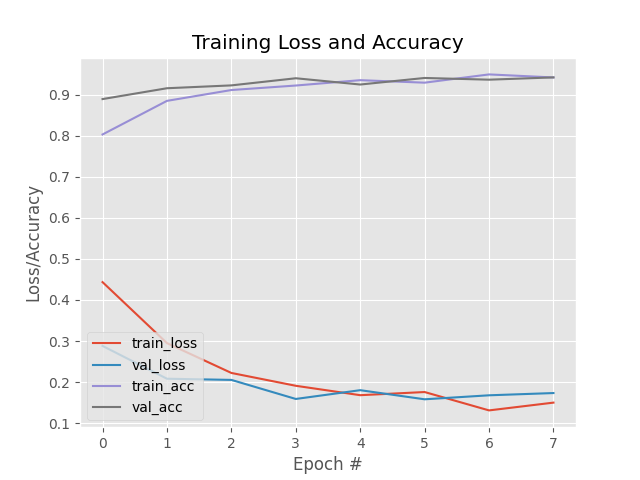 Training Loss and Accuracy
Loss/Accuracy
0.9
0.8
0.7
0.6
0.5
0.4
0.3
0.2
0.1
train_loss
val_loss
train_acc
val_acc
0 1 2 3 4 5 6 7
Epoch #